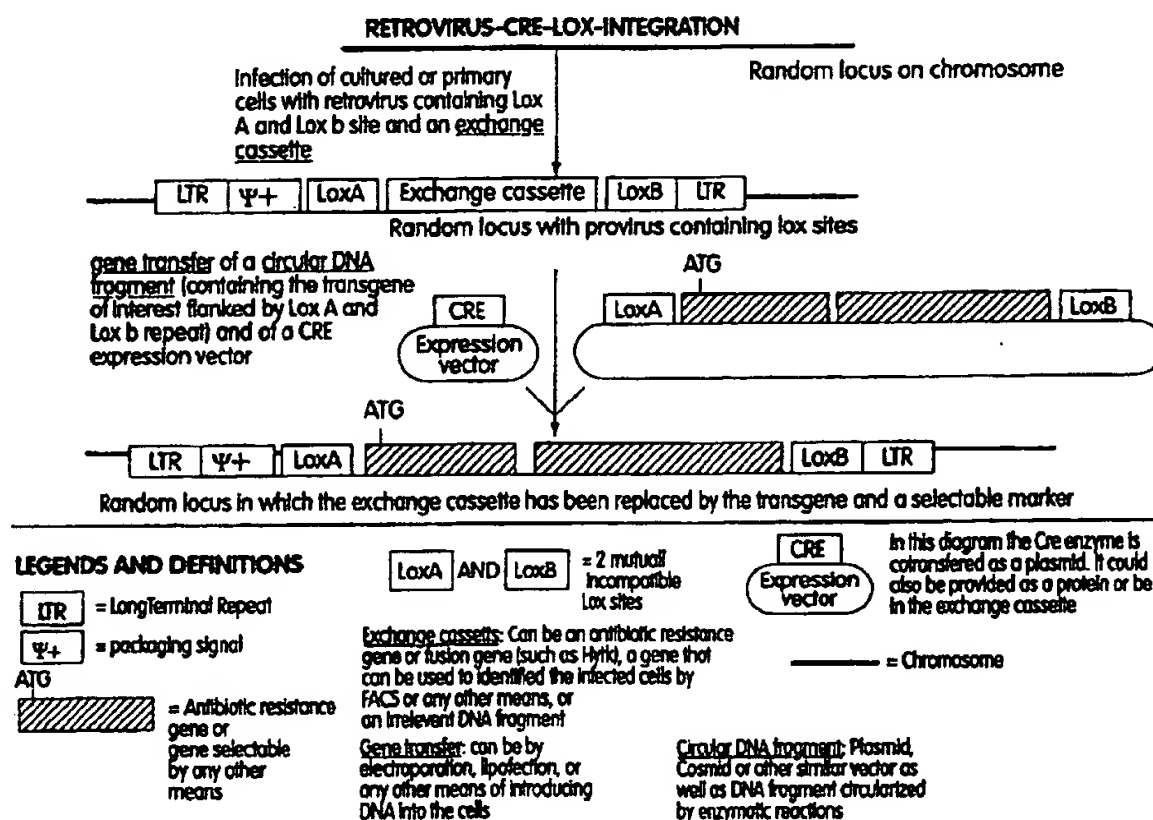 RETROVIRUS-CRE-LOX-INTEGRATION
Infection of cultured or primary
cells with retrovirus containing Lox
A and Lox b site and an exchange
cassette
Random locus on chromosome
LTR Ψ+ LoxA Exchange cassette LoxB LTR
Random locus with provirus containing lox sites
gene transfer of a circular DNA
fragment (containing the transgene
of interest flanked by Lox A and
Lox b repeat) and of a CRE
expression vector
CRE
Expression
vector
ATG
LoxA LoxB
ATG
LTR Ψ+ LoxA LoxB LTR
Random locus in which the exchange cassette has been replaced by the transgene and a selectable marker
LEGENDS AND DEFINITIONS
LTR = LongTerminal Repeat
Ψ+ = packaging signal
ATG
= Antibiotic resistance
gene or
gene selectable
by any other
means
LoxA AND LoxB = 2 mutuall
incompatible
Lox sites
Exchange cassetts: Can be an antibiotic resistance
gene or fusion gene (such as Hytk), a gene that
can be used to identified the infected cells by
FACS or any other means, or
an irrelevent DNA fragment
Gene transfer: can be by
electroporation, lipofection, or
any other means of introducing
DNA into the cells
CRE
Expression
vector
In this diagram the Cre enzyme is
cotransfered as a plasmid. It could
also be provided as a protein or be
in the exchange cassette
= Chromosome
Circular DNA fragment: Plasmid,
Cosmid or other similar vector as
well as DNA fragment circularized
by enzymatic reactions